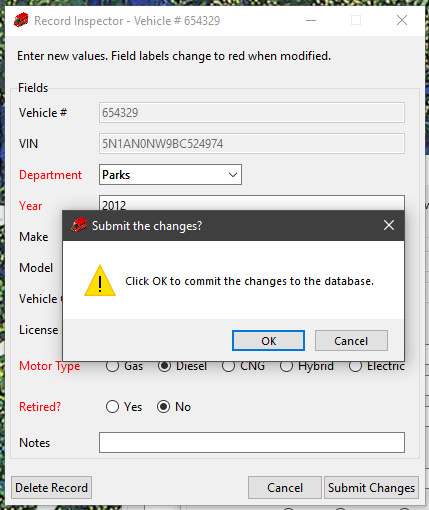 Record Inspector - Vehicle # 654329
Enter new values. Field labels change to red when modified.
Fields
Vehicle # 654329
VIN 5N1AN0NW9BC524974
Department Parks
Year 2012
Submit the changes?
Make
Click OK to commit the changes to the database.
Model
Vehicle
License
OK Cancel
Motor Type Gas Diesel CNG Hybrid Electric
Retired? Yes No
Notes
Delete Record Cancel Submit Changes